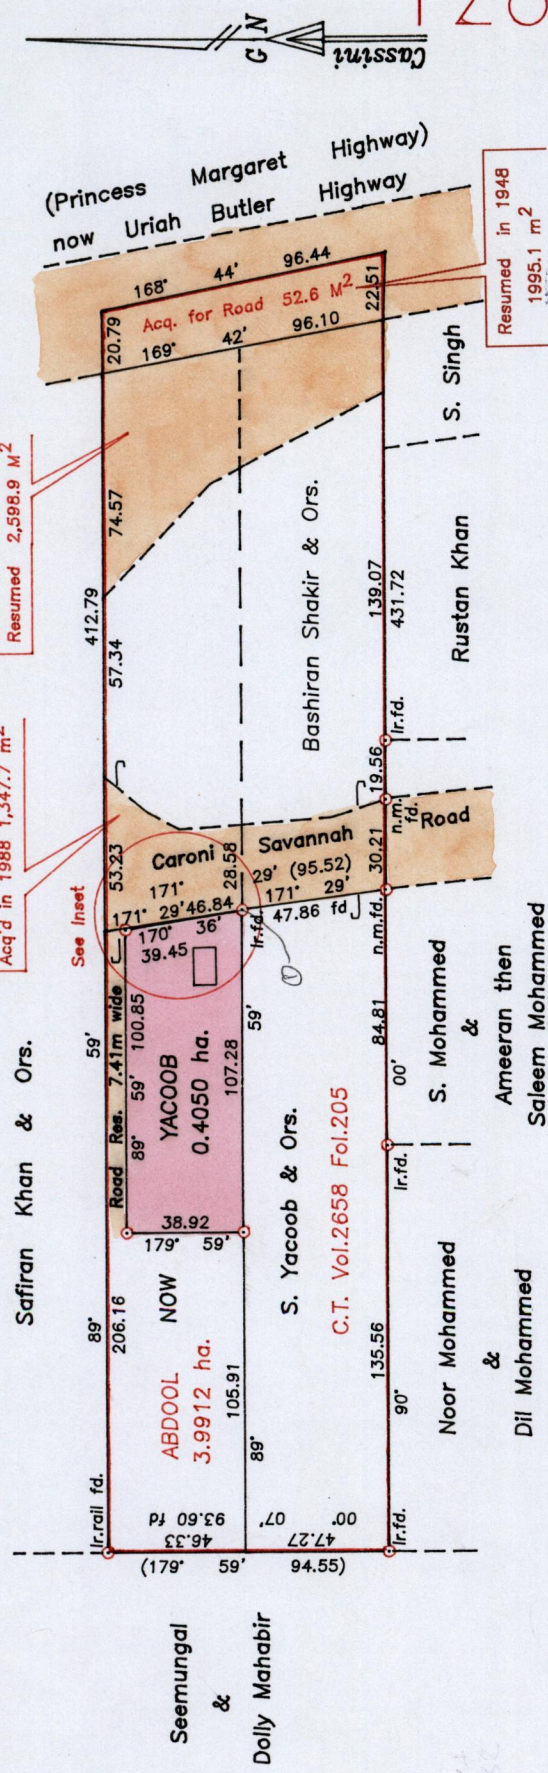 Cassini
G N
(Princess Margaret Highway)
now Uriah Butler Highway
Resumed 2,598.9 M²
Acq'd in 1988 1,347.7 m²
See Inset
Safiran Khan & Ors.
Ir.rail fd.
89° 59'
412.79
206.16
53.23
57.34
74.57
20.79
168° 44' 96.44
Acq. for Road 52.6 M²
169° 42' 96.10
22.51
Resumed in 1948
1995.1 m²
Road Res. 7.41m wide
89° 59' 100.85
YACOOB
0.4050 ha.
170° 36'
39.45
171° 29' 46.84
38.92
179° 59'
107.28
105.91
89° 59'
ABDOOL NOW
3.9912 ha.
Caroni Savannah
Road
171° 29' (95.52)
28.58
171° 29'
47.86 fd
Ir.fd.
1
Bashiran Shakir & Ors.
S. Yacoob & Ors.
C.T. Vol.2658 Fol.205
(179° 59' 94.55)
46.33
93.60 fd
47.27
00° 07'
Ir.fd.
90° 00'
135.56
Ir.fd.
84.81
n.m.fd.
30.21
n.m.
fd.
19.56
Ir.fd.
139.07
431.72
Seemungal
&
Dolly Mahabir
Noor Mohammed
&
Dil Mohammed
S. Mohammed
&
Ameeran then
Saleem Mohammed
Rustan Khan
S. Singh